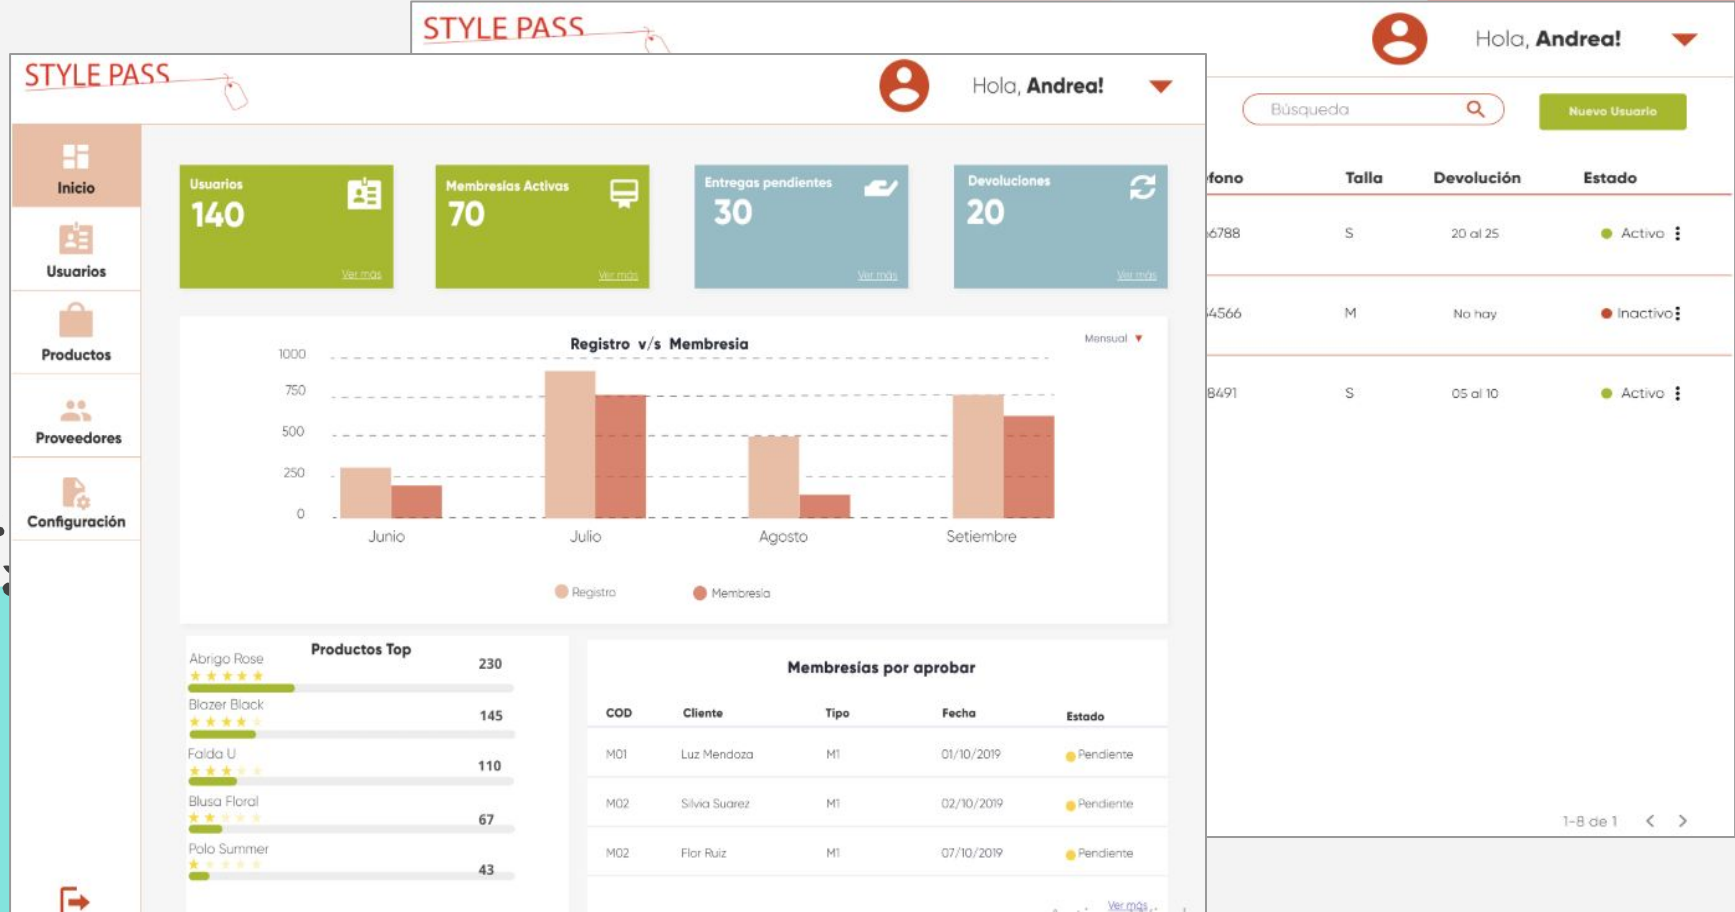 STYLE PASS
Hola, Andrea!
Búsqueda
Nuevo Usuario
Talla Devolución Estado
S 20 al 25 Activo
4566 M No hay Inactivo
8491 S 05 al 10 Activo
1-8 de 1
STYLE PASS
Hola, Andrea!
Inicio
Usuarios
Productos
Proveedores
Configuración
Usuarios
140
Ver más
Membresias Activas
70
Ver más
Entregas pendientes
30
Ver más
Devoluciones
20
Ver más
Registro v/s Membresia
Mensual
1000
750
500
250
0
Junio Julio Agosto Setiembre
Registro Membresia
Productos Top
Abrigo Rose 230
Blazer Black 145
Falda U 110
Blusa Floral 67
Polo Summer 43
Membresías por aprobar
COD Cliente Tipo Fecha Estado
M01 Luz Mendoza M1 01/10/2019 Pendiente
M02 Silvia Suarez M1 02/10/2019 Pendiente
M02 Flor Ruiz M1 07/10/2019 Pendiente
Ver más